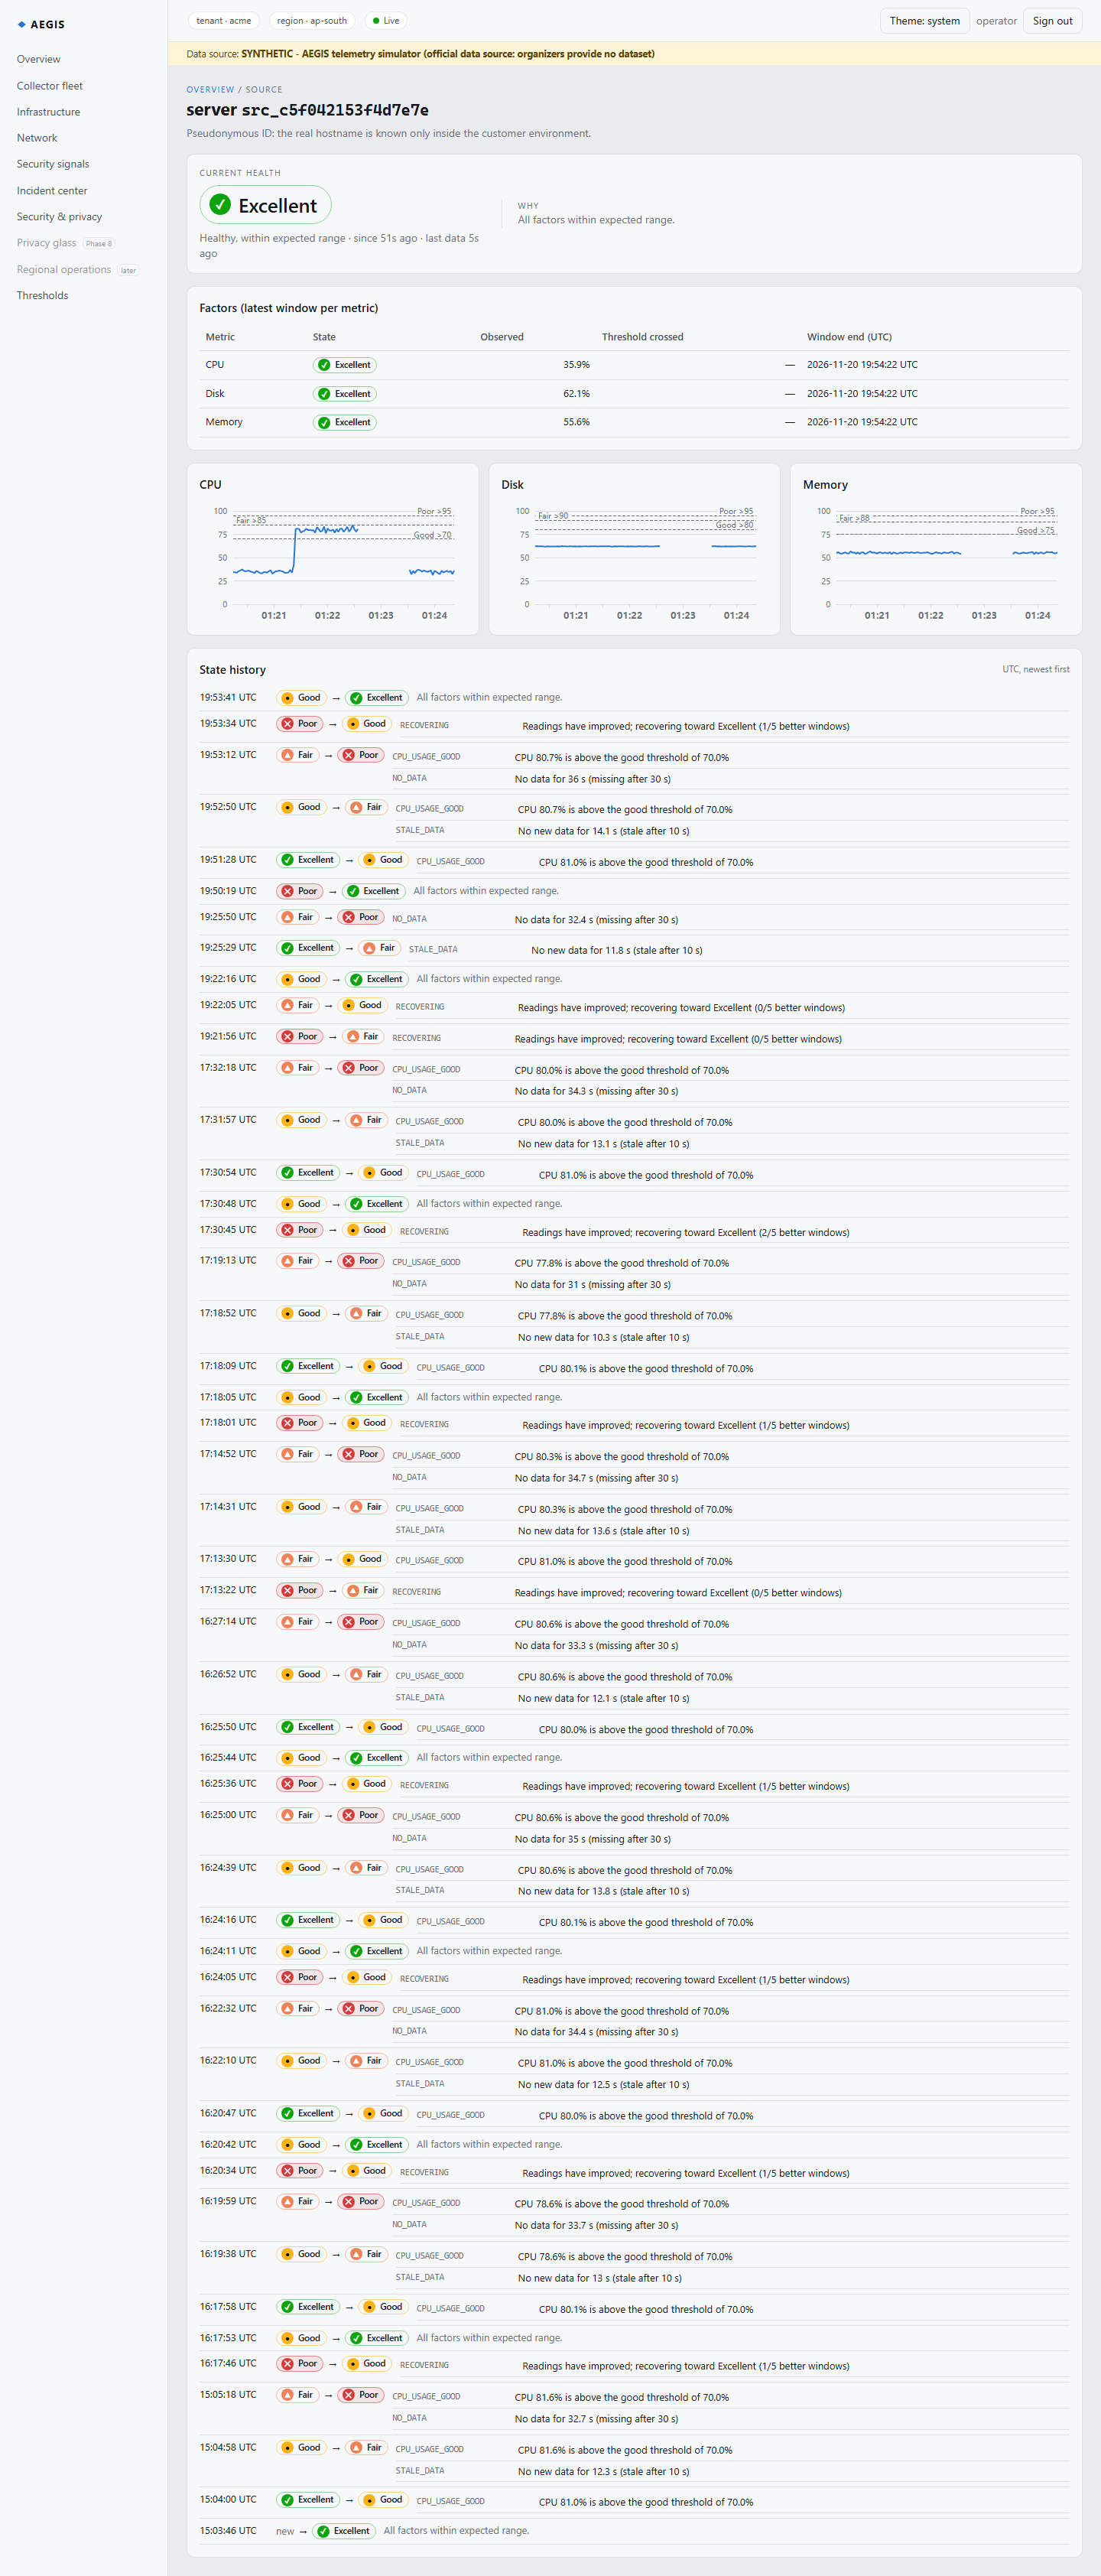 AEGIS
Overview
Collector fleet
Infrastructure
Network
Security signals
Incident center
Security & privacy
Privacy glass Phase 8
Regional operations later
Thresholds
tenant · acme region · ap-south Live
Theme: system operator Sign out
Data source: SYNTHETIC - AEGIS telemetry simulator (official data source: organizers provide no dataset)
OVERVIEW / SOURCE
server src_c5f042153f4d7e7e
Pseudonymous ID: the real hostname is known only inside the customer environment.
CURRENT HEALTH
Excellent
Healthy, within expected range · since 51s ago · last data 5s
ago
WHY
All factors within expected range.
Factors (latest window per metric)
Metric State Observed Threshold crossed Window end (UTC)
CPU Excellent 35.9% — 2026-11-20 19:54:22 UTC
Disk Excellent 62.1% — 2026-11-20 19:54:22 UTC
Memory Excellent 55.6% — 2026-11-20 19:54:22 UTC
CPU
100 Poor >95
Fair >85
75 Good >70
50
25
0
01:21 01:22 01:23 01:24
Disk
100 Poor >95
Fair >90
Good >80
75
50
25
0
01:21 01:22 01:23 01:24
Memory
100 Poor >95
Fair >88
75 Good >75
50
25
0
01:21 01:22 01:23 01:24
State history UTC, newest first
19:53:41 UTC Good → Excellent All factors within expected range.
19:53:34 UTC Poor → Good RECOVERING Readings have improved; recovering toward Excellent (1/5 better windows)
19:53:12 UTC Fair → Poor CPU_USAGE_GOOD CPU 80.7% is above the good threshold of 70.0%
NO_DATA No data for 36 s (missing after 30 s)
19:52:50 UTC Good → Fair CPU_USAGE_GOOD CPU 80.7% is above the good threshold of 70.0%
STALE_DATA No new data for 14.1 s (stale after 10 s)
19:51:28 UTC Excellent → Good CPU_USAGE_GOOD CPU 81.0% is above the good threshold of 70.0%
19:50:19 UTC Poor → Excellent All factors within expected range.
19:25:50 UTC Fair → Poor NO_DATA No data for 32.4 s (missing after 30 s)
19:25:29 UTC Excellent → Fair STALE_DATA No new data for 11.8 s (stale after 10 s)
19:22:16 UTC Good → Excellent All factors within expected range.
19:22:05 UTC Fair → Good RECOVERING Readings have improved; recovering toward Excellent (0/5 better windows)
19:21:56 UTC Poor → Fair RECOVERING Readings have improved; recovering toward Excellent (0/5 better windows)
17:32:18 UTC Fair → Poor CPU_USAGE_GOOD CPU 80.0% is above the good threshold of 70.0%
NO_DATA No data for 34.3 s (missing after 30 s)
17:31:57 UTC Good → Fair CPU_USAGE_GOOD CPU 80.0% is above the good threshold of 70.0%
STALE_DATA No new data for 13.1 s (stale after 10 s)
17:30:54 UTC Excellent → Good CPU_USAGE_GOOD CPU 81.0% is above the good threshold of 70.0%
17:30:48 UTC Good → Excellent All factors within expected range.
17:30:45 UTC Poor → Good RECOVERING Readings have improved; recovering toward Excellent (2/5 better windows)
17:19:13 UTC Fair → Poor CPU_USAGE_GOOD CPU 77.8% is above the good threshold of 70.0%
NO_DATA No data for 31 s (missing after 30 s)
17:18:52 UTC Good → Fair CPU_USAGE_GOOD CPU 77.8% is above the good threshold of 70.0%
STALE_DATA No new data for 10.3 s (stale after 10 s)
17:18:09 UTC Excellent → Good CPU_USAGE_GOOD CPU 80.1% is above the good threshold of 70.0%
17:18:05 UTC Good → Excellent All factors within expected range.
17:18:01 UTC Poor → Good RECOVERING Readings have improved; recovering toward Excellent (1/5 better windows)
17:14:52 UTC Fair → Poor CPU_USAGE_GOOD CPU 80.3% is above the good threshold of 70.0%
NO_DATA No data for 34.7 s (missing after 30 s)
17:14:31 UTC Good → Fair CPU_USAGE_GOOD CPU 80.3% is above the good threshold of 70.0%
STALE_DATA No new data for 13.6 s (stale after 10 s)
17:13:30 UTC Fair → Good CPU_USAGE_GOOD CPU 81.0% is above the good threshold of 70.0%
17:13:22 UTC Poor → Fair RECOVERING Readings have improved; recovering toward Excellent (0/5 better windows)
16:27:14 UTC Fair → Poor CPU_USAGE_GOOD CPU 80.6% is above the good threshold of 70.0%
NO_DATA No data for 33.3 s (missing after 30 s)
16:26:52 UTC Good → Fair CPU_USAGE_GOOD CPU 80.6% is above the good threshold of 70.0%
STALE_DATA No new data for 12.1 s (stale after 10 s)
16:25:50 UTC Excellent → Good CPU_USAGE_GOOD CPU 80.0% is above the good threshold of 70.0%
16:25:44 UTC Good → Excellent All factors within expected range.
16:25:36 UTC Poor → Good RECOVERING Readings have improved; recovering toward Excellent (1/5 better windows)
16:25:00 UTC Fair → Poor CPU_USAGE_GOOD CPU 80.6% is above the good threshold of 70.0%
NO_DATA No data for 35 s (missing after 30 s)
16:24:39 UTC Good → Fair CPU_USAGE_GOOD CPU 80.6% is above the good threshold of 70.0%
STALE_DATA No new data for 13.8 s (stale after 10 s)
16:24:16 UTC Excellent → Good CPU_USAGE_GOOD CPU 80.1% is above the good threshold of 70.0%
16:24:11 UTC Good → Excellent All factors within expected range.
16:24:05 UTC Poor → Good RECOVERING Readings have improved; recovering toward Excellent (1/5 better windows)
16:22:32 UTC Fair → Poor CPU_USAGE_GOOD CPU 81.0% is above the good threshold of 70.0%
NO_DATA No data for 34.4 s (missing after 30 s)
16:22:10 UTC Good → Fair CPU_USAGE_GOOD CPU 81.0% is above the good threshold of 70.0%
STALE_DATA No new data for 12.5 s (stale after 10 s)
16:20:47 UTC Excellent → Good CPU_USAGE_GOOD CPU 80.0% is above the good threshold of 70.0%
16:20:42 UTC Good → Excellent All factors within expected range.
16:20:34 UTC Poor → Good RECOVERING Readings have improved; recovering toward Excellent (1/5 better windows)
16:19:59 UTC Fair → Poor CPU_USAGE_GOOD CPU 78.6% is above the good threshold of 70.0%
NO_DATA No data for 33.7 s (missing after 30 s)
16:19:38 UTC Good → Fair CPU_USAGE_GOOD CPU 78.6% is above the good threshold of 70.0%
STALE_DATA No new data for 13 s (stale after 10 s)
16:17:58 UTC Excellent → Good CPU_USAGE_GOOD CPU 80.1% is above the good threshold of 70.0%
16:17:53 UTC Good → Excellent All factors within expected range.
16:17:46 UTC Poor → Good RECOVERING Readings have improved; recovering toward Excellent (1/5 better windows)
15:05:18 UTC Fair → Poor CPU_USAGE_GOOD CPU 81.6% is above the good threshold of 70.0%
NO_DATA No data for 32.7 s (missing after 30 s)
15:04:58 UTC Good → Fair CPU_USAGE_GOOD CPU 81.6% is above the good threshold of 70.0%
STALE_DATA No new data for 12.3 s (stale after 10 s)
15:04:00 UTC Excellent → Good CPU_USAGE_GOOD CPU 81.0% is above the good threshold of 70.0%
15:03:46 UTC new → Excellent All factors within expected range.